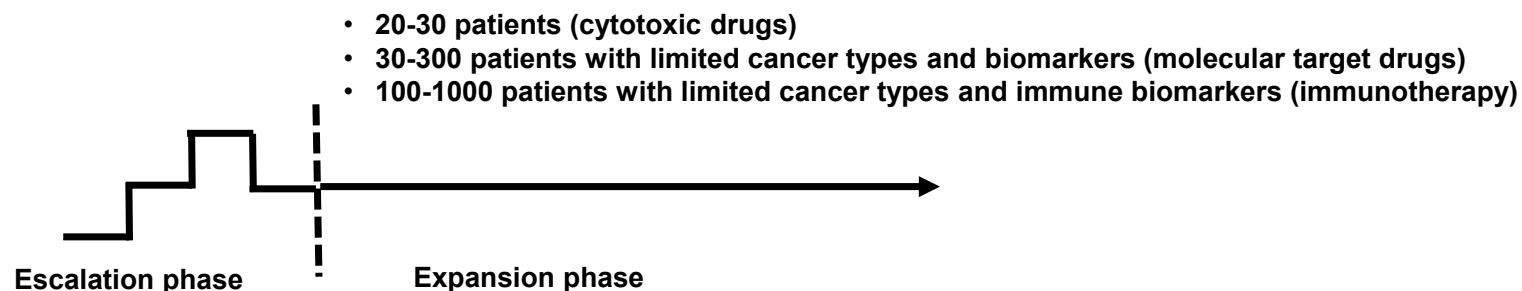 • 20-30 patients (cytotoxic drugs)
• 30-300 patients with limited cancer types and biomarkers (molecular target drugs)
• 100-1000 patients with limited cancer types and immune biomarkers (immunotherapy)
Escalation phase
Expansion phase